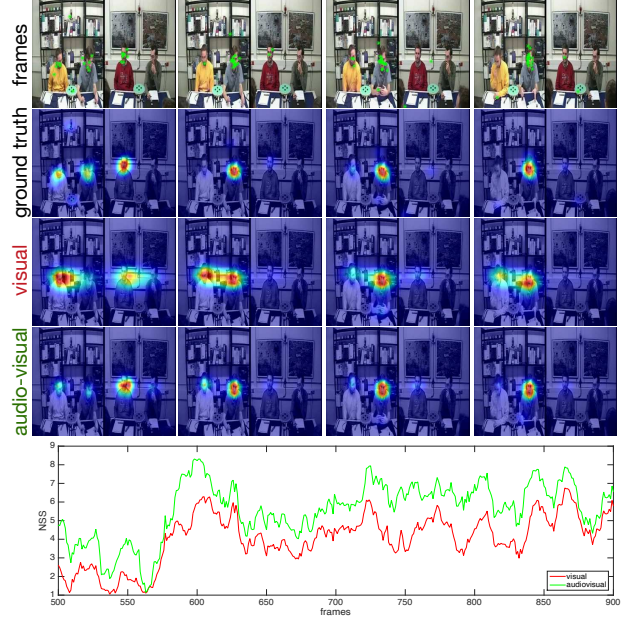 frames
ground truth
visual
audio-visual
9
8
7
6
5
4
3
2
1
NSS
500 550 600 650 700 750 800 850 900
frames
visual
audiovisual